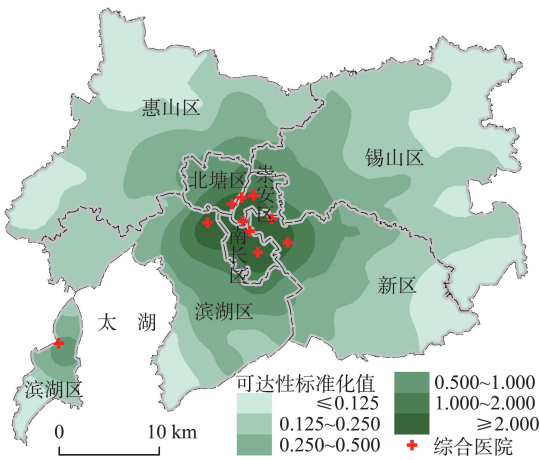 惠山区
锡山区
北塘区
崇安区
南长区
新区
滨湖区
太湖
滨湖区
可达性标准化值
≤0.125
0.125~0.250
0.250~0.500
0.500~1.000
1.000~2.000
≥2.000
综合医院
0 10 km